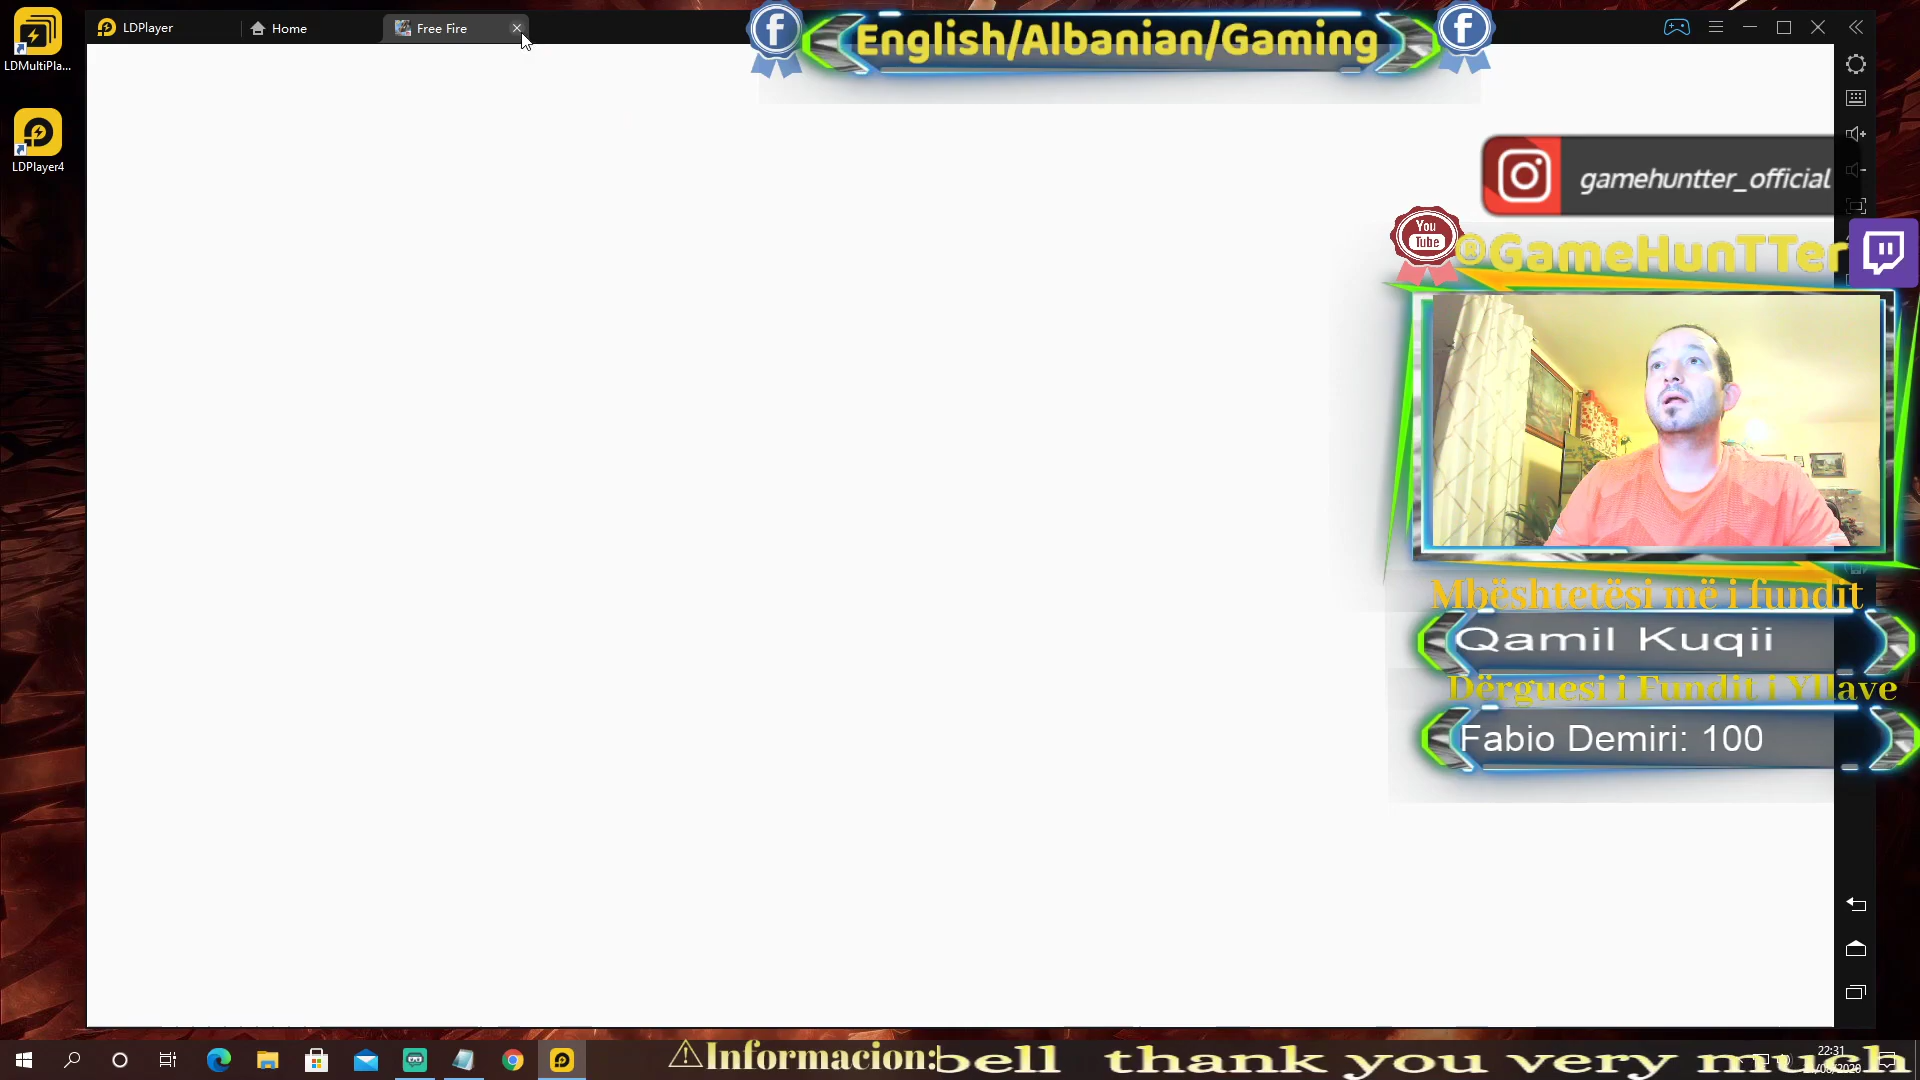 LDPlayer
Home
Free Fire
English/Albanian/Gaming
LDMultiPla...
LDPlayer4
gamehuntter_official
You
Tube
®GameHunTTer
Mbështetësi më i fundit
Qamil Kuqii
Dërguesi i Fundit i Yllave
Fabio Demiri: 100
Informacion:
bell thank you very much
22:31